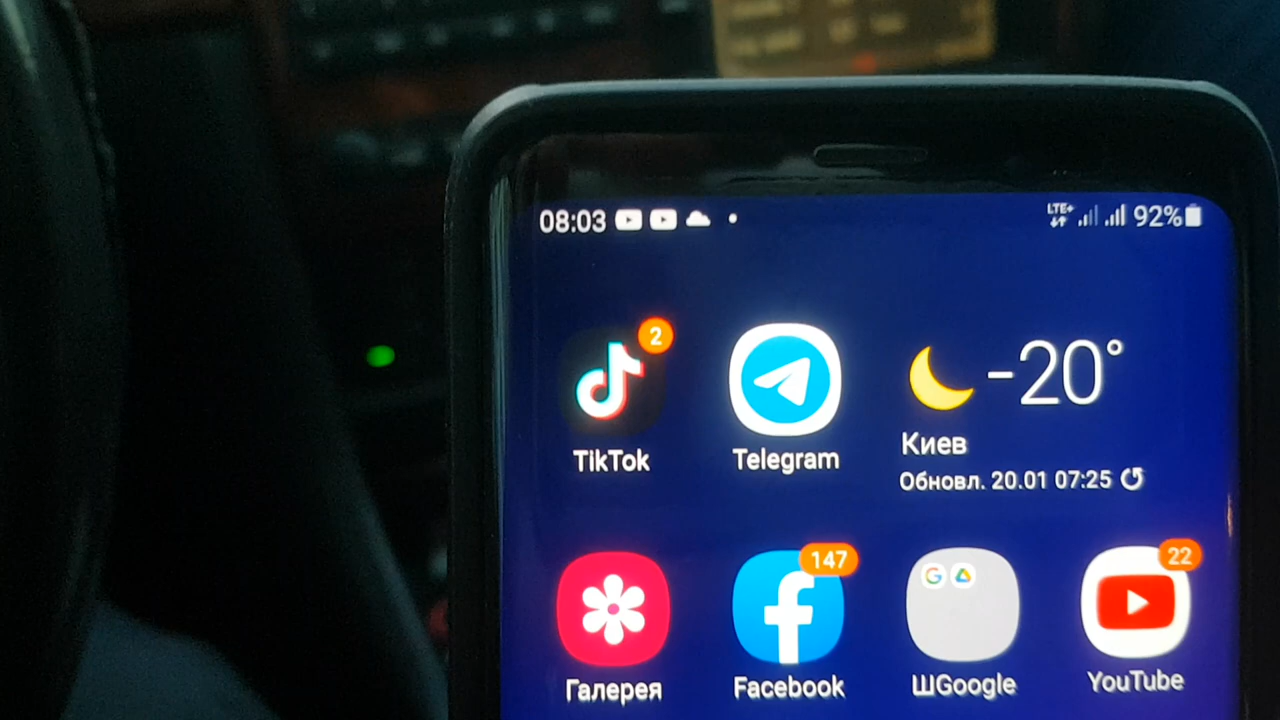 08:03
LTE+ 92%
2
TikTok
Telegram
-20°
Киев
Обновл. 20.01 07:25
147
22
Галерея
Facebook
ШGoogle
YouTube